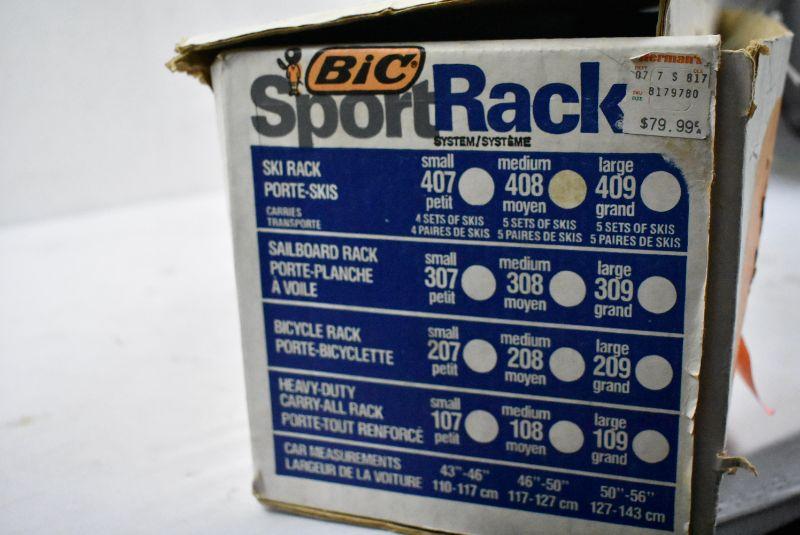 BiC®
SportRack
SYSTEM/SYSTÈME
Herman's
07 7 S 817
8179780
SIZE
$79.99
SKI RACK
PORTE-SKIS
CARRIES
TRANSPORTE
small
407
petit
4 SETS OF SKIS
4 PAIRES DE SKIS
medium
408
moyen
5 SETS OF SKIS
5 PAIRES DE SKIS
large
409
grand
5 SETS OF SKIS
5 PAIRES DE SKIS
SAILBOARD RACK
PORTE-PLANCHE
À VOILE
small
307
petit
medium
308
moyen
large
309
grand
BICYCLE RACK
PORTE-BICYCLETTE
small
207
petit
medium
208
moyen
large
209
grand
HEAVY-DUTY
CARRY-ALL RACK
PORTE-TOUT RENFORCÉ
small
107
petit
medium
108
moyen
large
109
grand
CAR MEASUREMENTS
LARGEUR DE LA VOITURE
43"-46"
110-117 cm
46"-50"
117-127 cm
50"-56"
127-143 cm